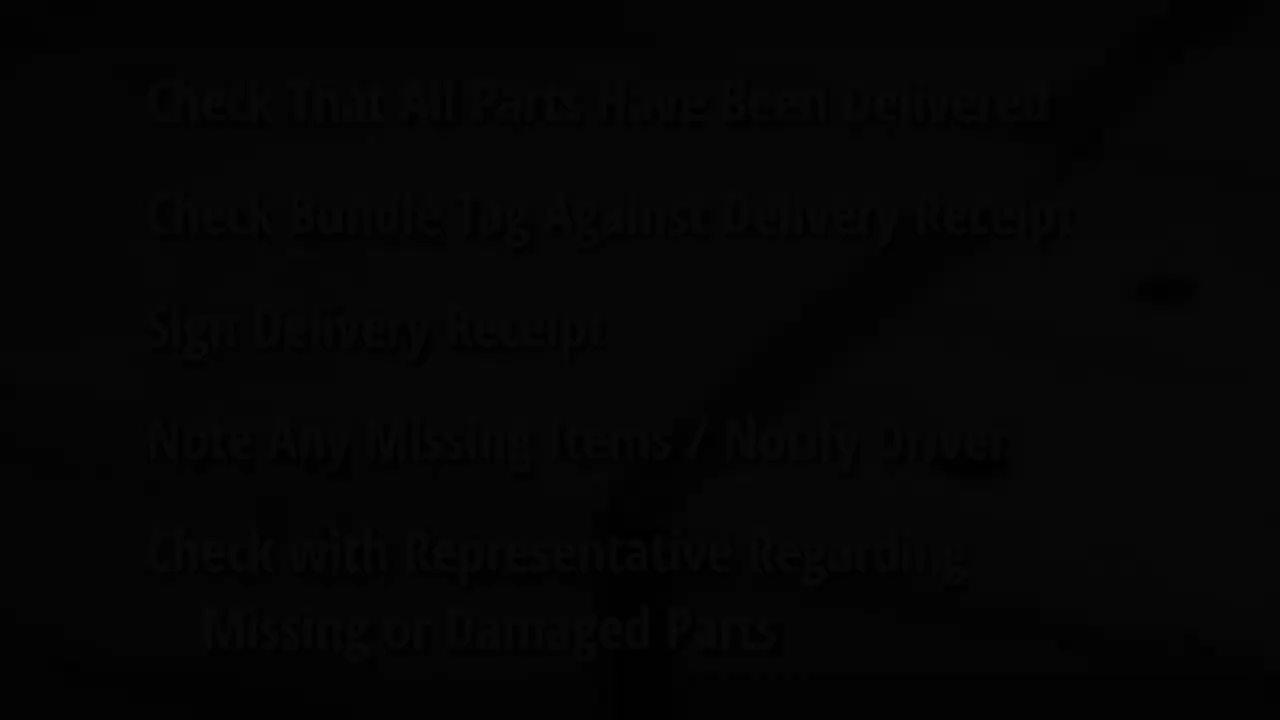 Check That All Parts Have Been Delivered
Check Bundle Tag Against Delivery Receipt
Sign Delivery Receipt
Note Any Missing Items / Notify Driver
Check with Representative Regarding
Missing or Damaged Parts